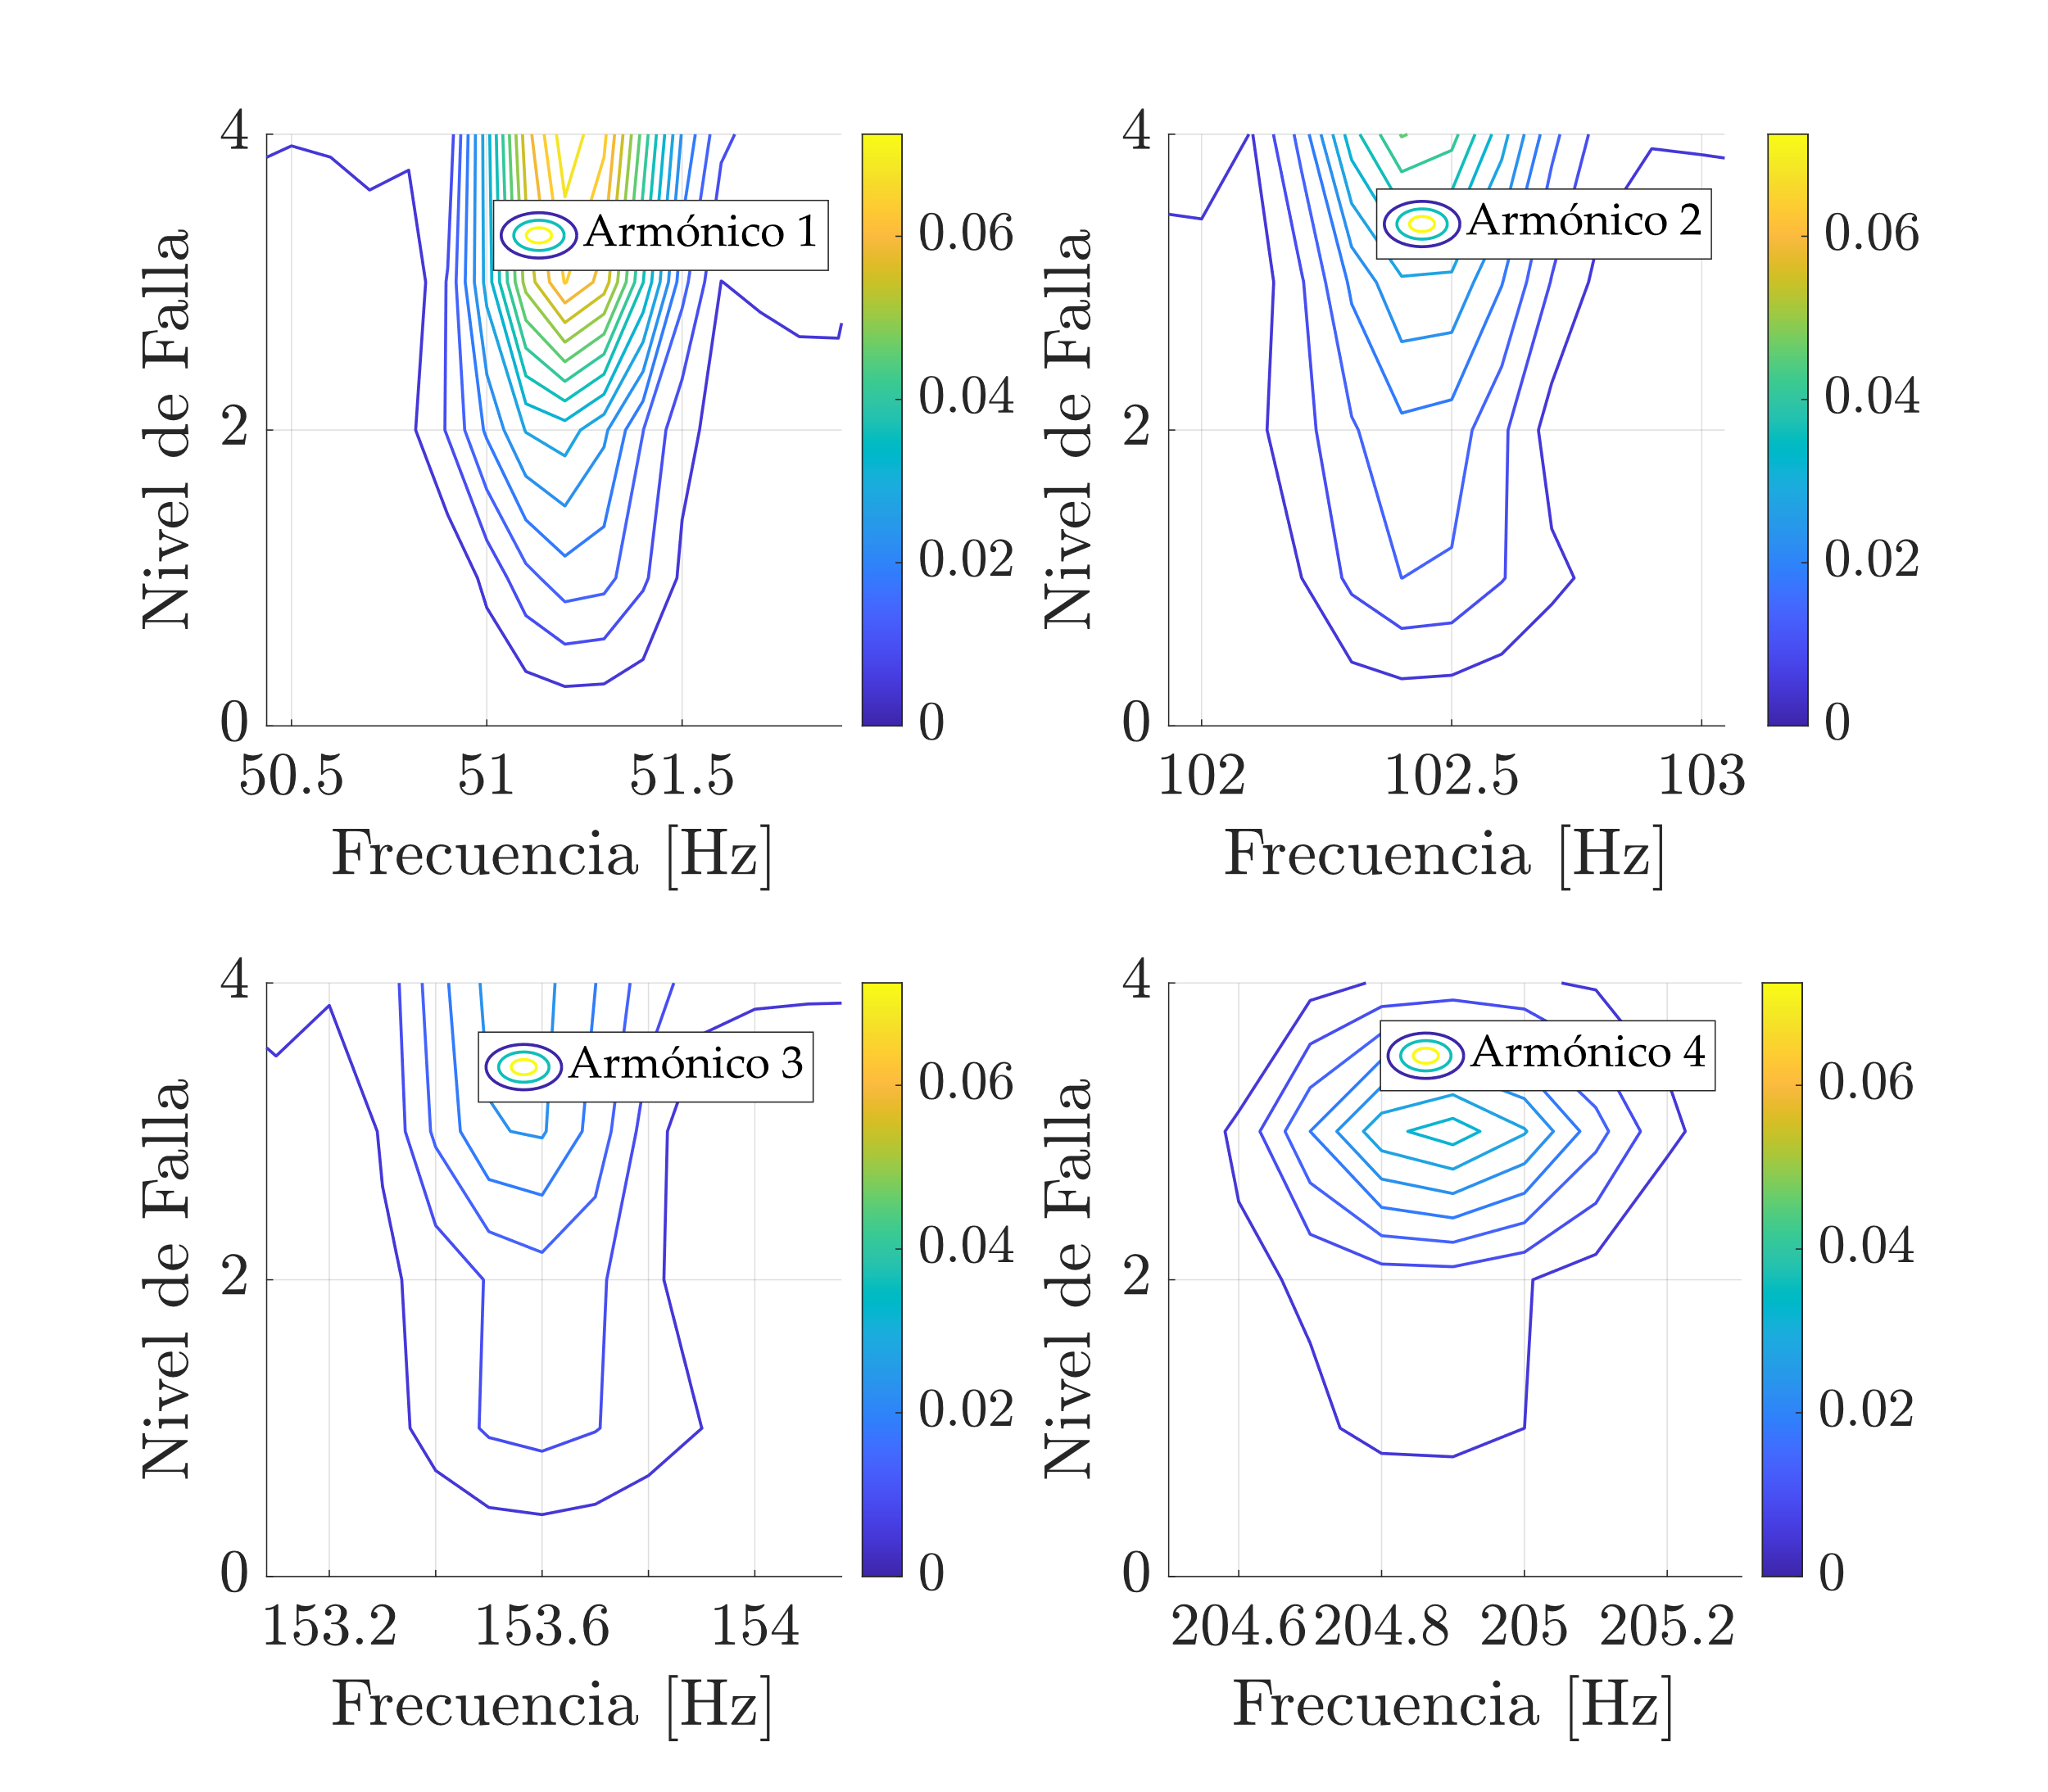 4
2
0
Nivel de Falla
50.5 51 51.5
Frecuencia [Hz]
Armónico 1
0.06
0.04
0.02
0
4
2
0
Nivel de Falla
102 102.5 103
Frecuencia [Hz]
Armónico 2
0.06
0.04
0.02
0
4
2
0
Nivel de Falla
153.2 153.6 154
Frecuencia [Hz]
Armónico 3
0.06
0.04
0.02
0
4
2
0
Nivel de Falla
204.6 204.8 205 205.2
Frecuencia [Hz]
Armónico 4
0.06
0.04
0.02
0